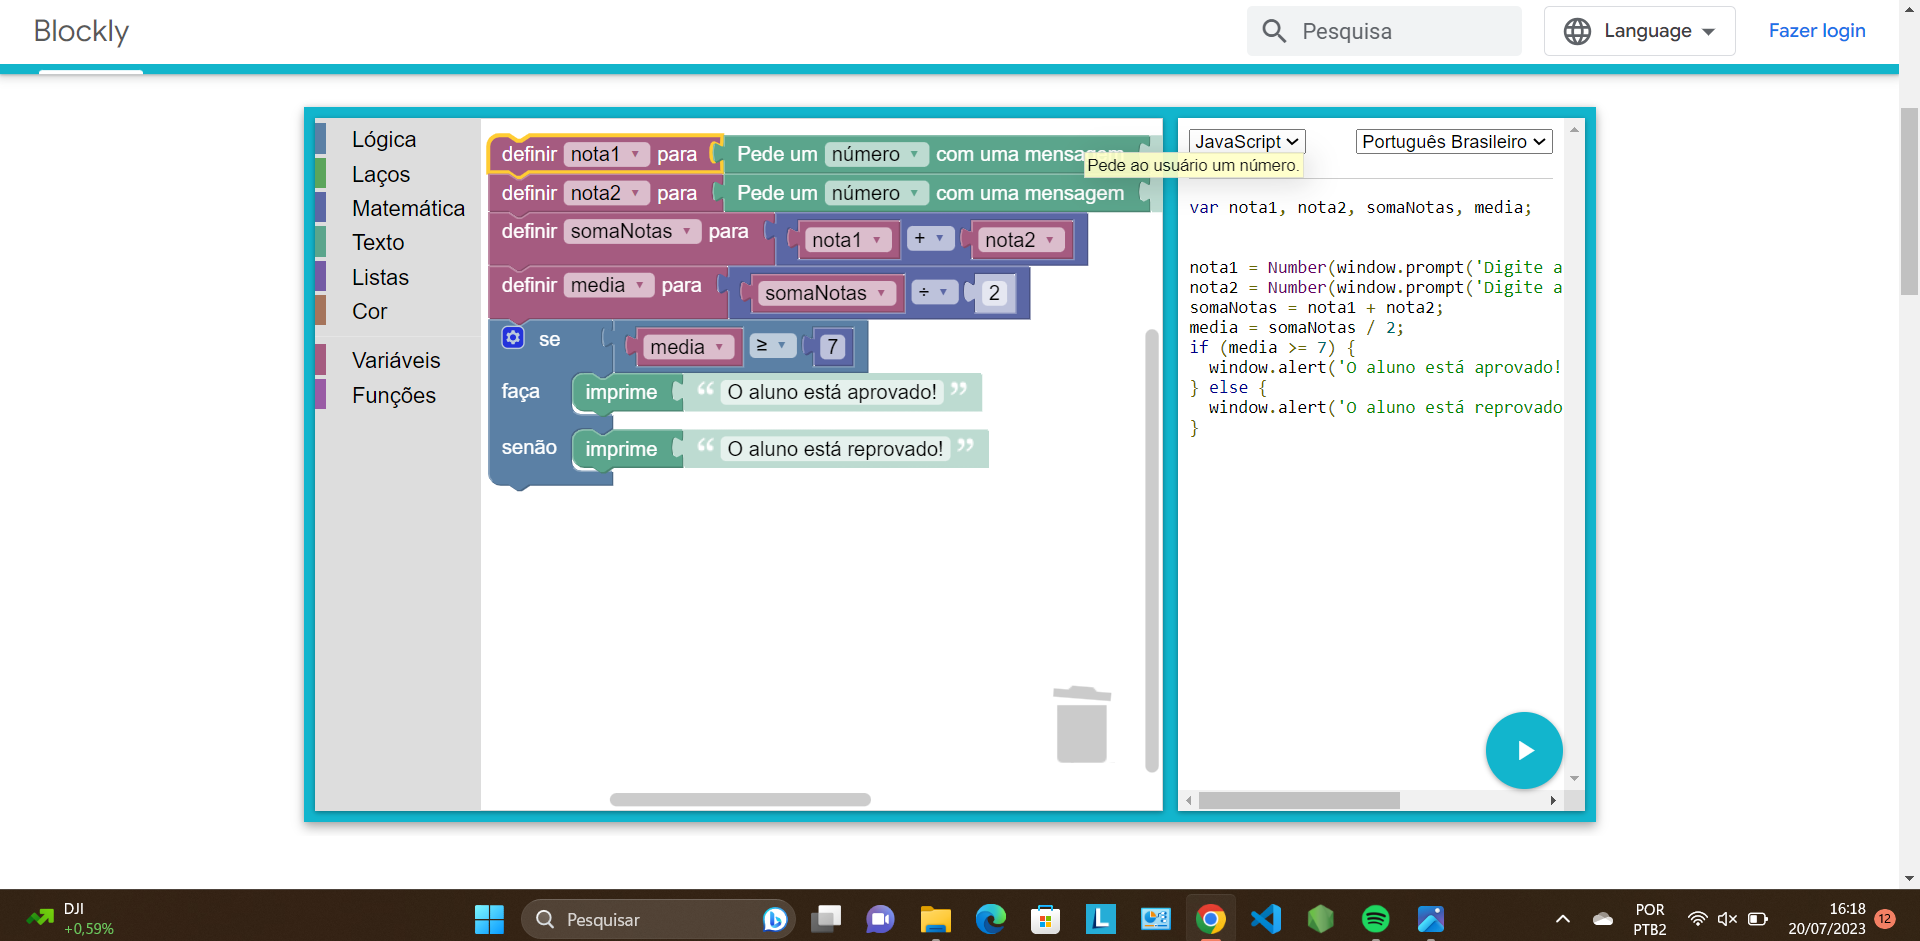 Blockly
Pesquisa
Language
Fazer login
Lógica
Laços
Matemática
Texto
Listas
Cor
Variáveis
Funções
definir nota1 para Pede um número com uma mensagem
definir nota2 para Pede um número com uma mensagem
definir somaNotas para nota1 + nota2
definir media para somaNotas ÷ 2
se media ≥ 7
faça imprime “ O aluno está aprovado! ”
senão imprime “ O aluno está reprovado! ”
JavaScript
Português Brasileiro
Pede ao usuário um número.
var nota1, nota2, somaNotas, media;
nota1 = Number(window.prompt('Digite a
nota2 = Number(window.prompt('Digite a
somaNotas = nota1 + nota2;
media = somaNotas / 2;
if (media >= 7) {
window.alert('O aluno está aprovado!
} else {
window.alert('O aluno está reprovado
}
DJI
+0,59%
Pesquisar
POR
PTB2
16:18
20/07/2023
12